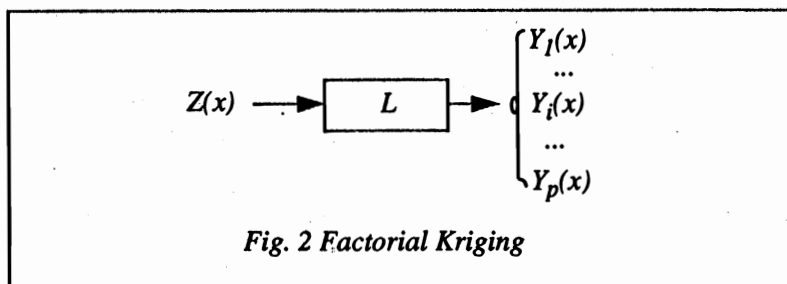 Y₁(x)
...
Z(x) L Yᵢ(x)
...
Yₚ(x)
Fig. 2 Factorial Kriging